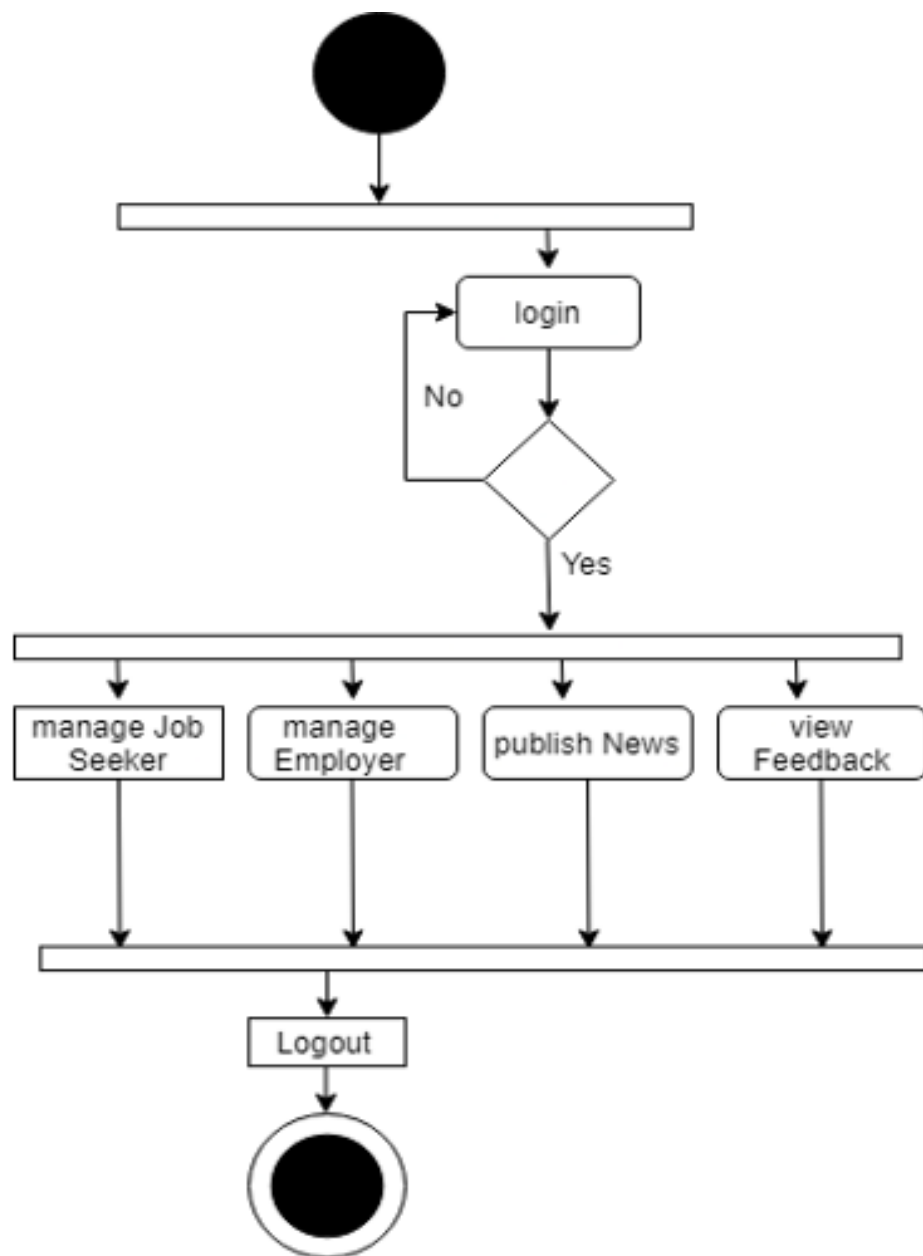 login
No
Yes
manage Job
Seeker
manage
Employer
publish News
view
Feedback
Logout